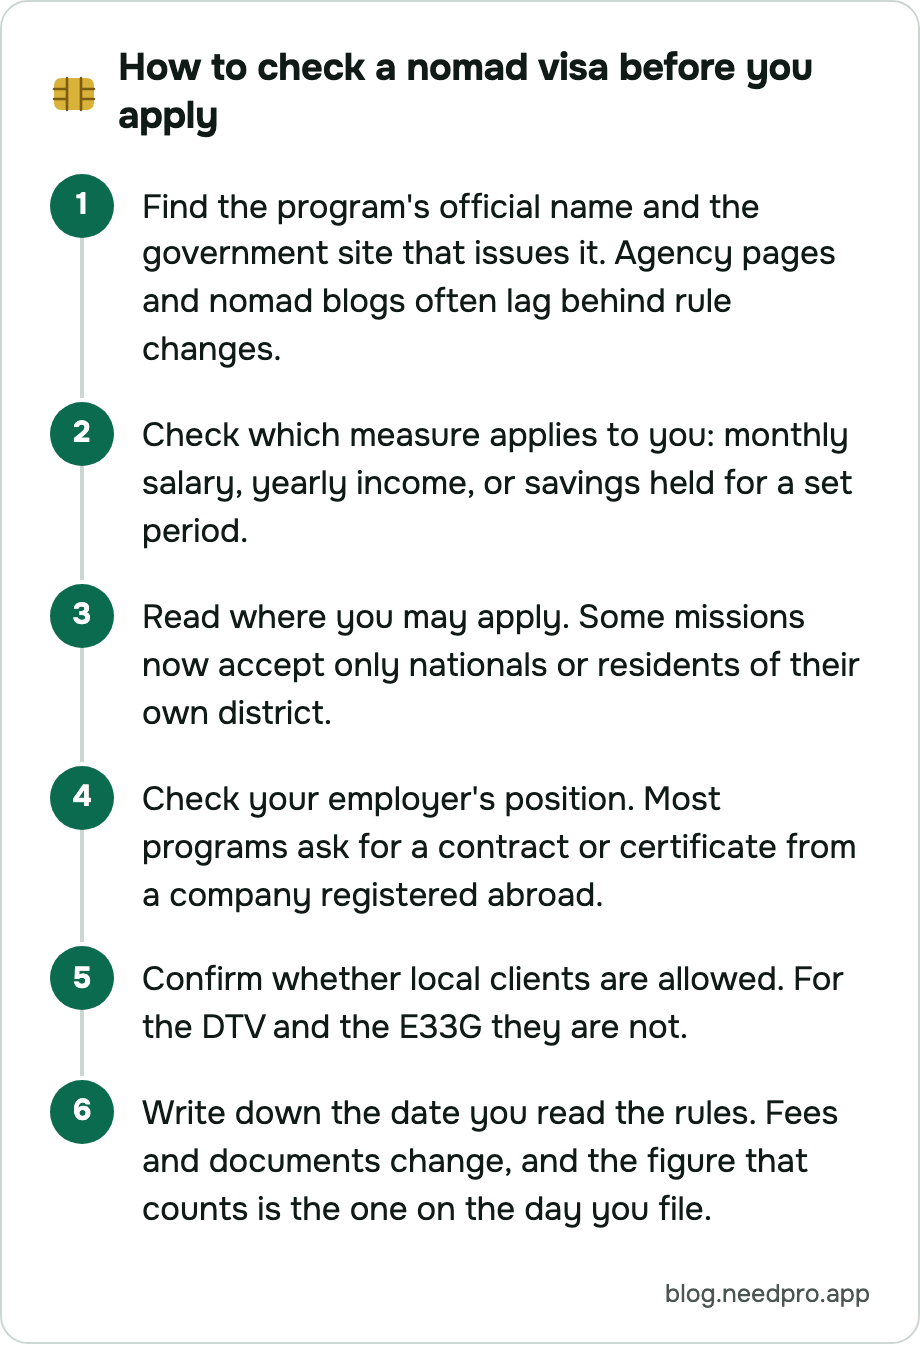 How to check a nomad visa before you
apply
1
Find the program's official name and the
government site that issues it. Agency pages
and nomad blogs often lag behind rule
changes.
2
Check which measure applies to you: monthly
salary, yearly income, or savings held for a set
period.
3
Read where you may apply. Some missions
now accept only nationals or residents of their
own district.
4
Check your employer's position. Most
programs ask for a contract or certificate from
a company registered abroad.
5
Confirm whether local clients are allowed. For
the DTV and the E33G they are not.
6
Write down the date you read the rules. Fees
and documents change, and the figure that
counts is the one on the day you file.
blog.needpro.app